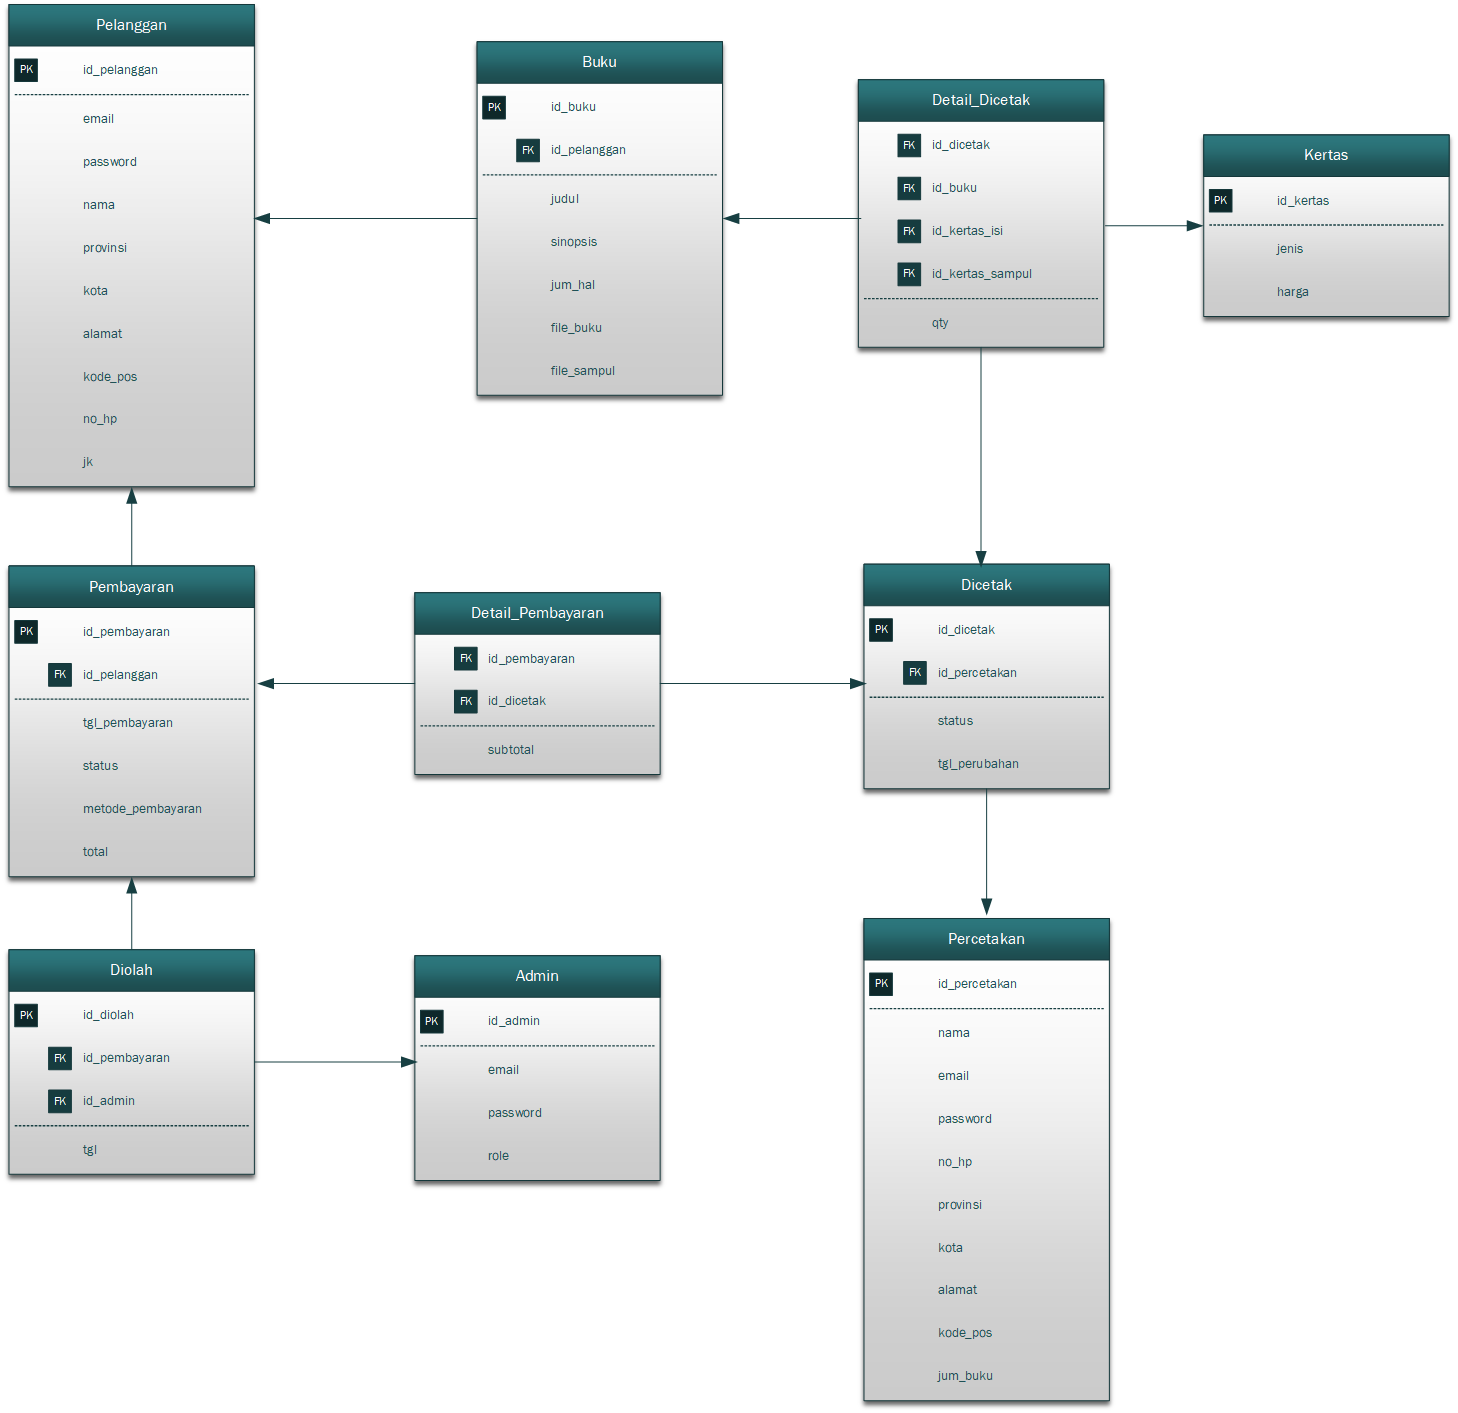 Pelanggan
PK id_pelanggan
email
password
nama
provinsi
kota
alamat
kode_pos
no_hp
jk
Buku
PK id_buku
FK id_pelanggan
judul
sinopsis
jum_hal
file_buku
file_sampul
Detail_Dicetak
FK id_dicetak
FK id_buku
FK id_kertas_isi
FK id_kertas_sampul
qty
Kertas
PK id_kertas
jenis
harga
Pembayaran
PK id_pembayaran
FK id_pelanggan
tgl_pembayaran
status
metode_pembayaran
total
Detail_Pembayaran
FK id_pembayaran
FK id_dicetak
subtotal
Dicetak
PK id_dicetak
FK id_percetakan
status
tgl_perubahan
Diolah
PK id_diolah
FK id_pembayaran
FK id_admin
tgl
Admin
PK id_admin
email
password
role
Percetakan
PK id_percetakan
nama
email
password
no_hp
provinsi
kota
alamat
kode_pos
jum_buku